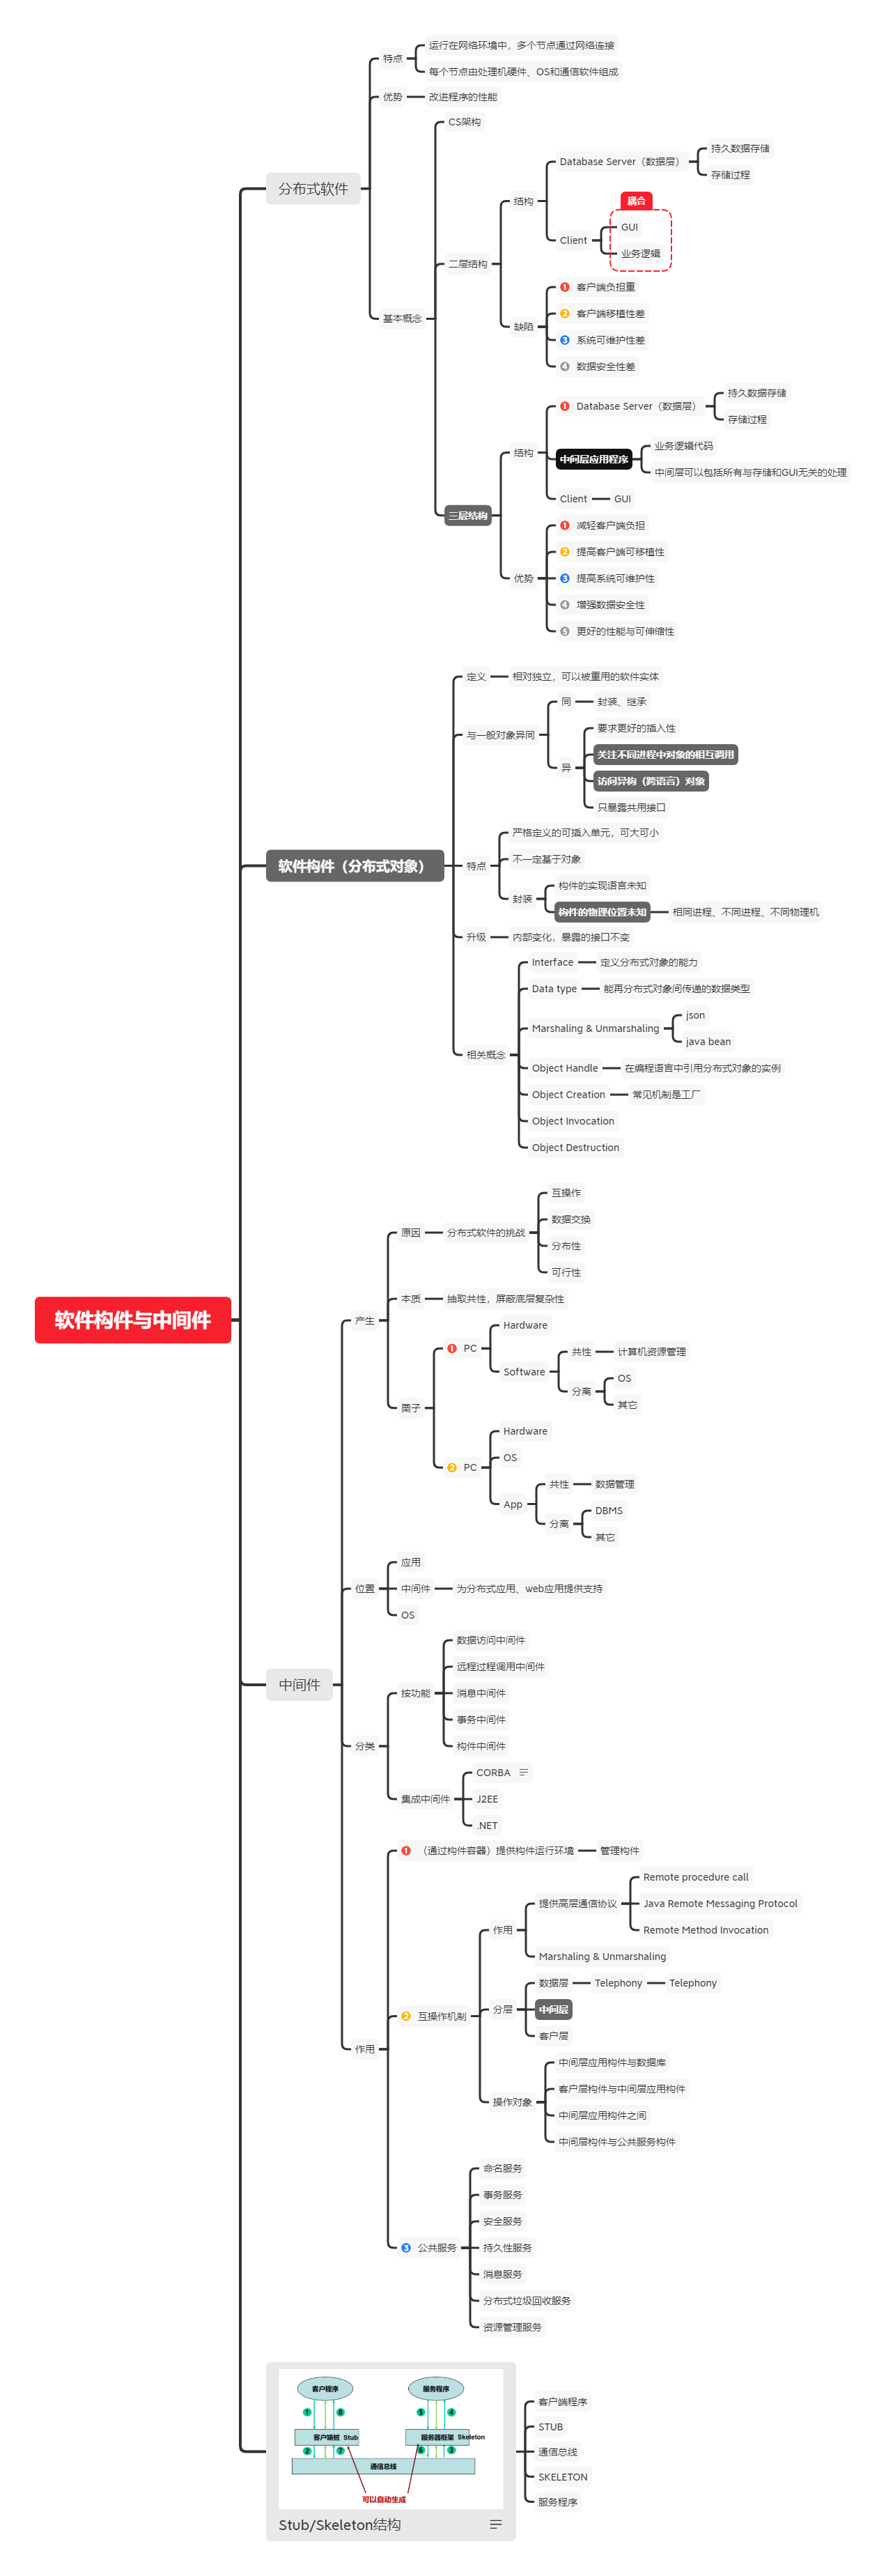 软件构件与中间件
分布式软件
特点
运行在网络环境中，多个节点通过网络连接
每个节点由处理机硬件、OS和通信软件组成
优势
改进程序的性能
基本概念
CS架构
二层结构
结构
Database Server（数据层）
持久数据存储
存储过程
Client
耦合
GUI
业务逻辑
缺陷
1 客户端负担重
2 客户端移植性差
3 系统可维护性差
4 数据安全性差
三层结构
结构
1 Database Server（数据层）
持久数据存储
存储过程
中间层应用程序
业务逻辑代码
中间层可以包括所有与存储和GUI无关的处理
Client
GUI
优势
1 减轻客户端负担
2 提高客户端可移植性
3 提高系统可维护性
4 增强数据安全性
5 更好的性能与可伸缩性
软件构件（分布式对象）
定义
相对独立，可以被重用的软件实体
与一般对象异同
同
封装、继承
异
要求更好的插入性
关注不同进程中对象的相互调用
访问异构（跨语言）对象
只暴露共用接口
特点
严格定义的可插入单元，可大可小
不一定基于对象
封装
构件的实现语言未知
构件的物理位置未知
相同进程、不同进程、不同物理机
升级
内部变化，暴露的接口不变
相关概念
Interface
定义分布式对象的能力
Data type
能再分布式对象间传递的数据类型
Marshaling & Unmarshaling
json
java bean
Object Handle
在编程语言中引用分布式对象的实例
Object Creation
常见机制是工厂
Object Invocation
Object Destruction
中间件
产生
原因
分布式软件的挑战
互操作
数据交换
分布性
可行性
本质
抽取共性，屏蔽底层复杂性
栗子
1 PC
Hardware
Software
共性
计算机资源管理
分离
OS
其它
2 PC
Hardware
OS
App
共性
数据管理
分离
DBMS
其它
位置
应用
中间件
为分布式应用、web应用提供支持
OS
分类
按功能
数据访问中间件
远程过程调用中间件
消息中间件
事务中间件
构件中间件
集成中间件
CORBA
J2EE
.NET
作用
1 （通过构件容器）提供构件运行环境
管理构件
2 互操作机制
作用
提供高层通信协议
Remote procedure call
Java Remote Messaging Protocol
Remote Method Invocation
Marshaling & Unmarshaling
分层
数据层
Telephony
Telephony
中间层
客户层
操作对象
中间层应用构件与数据库
客户层构件与中间层应用构件
中间层应用构件之间
中间层构件与公共服务构件
3 公共服务
命名服务
事务服务
安全服务
持久性服务
消息服务
分布式垃圾回收服务
资源管理服务
客户程序 服务程序
1 8 5 4
客户端桩 Stub 服务器框架 Skeleton
2 7 6 3
通信总线
可以自动生成
Stub/Skeleton结构
客户端程序
STUB
通信总线
SKELETON
服务程序